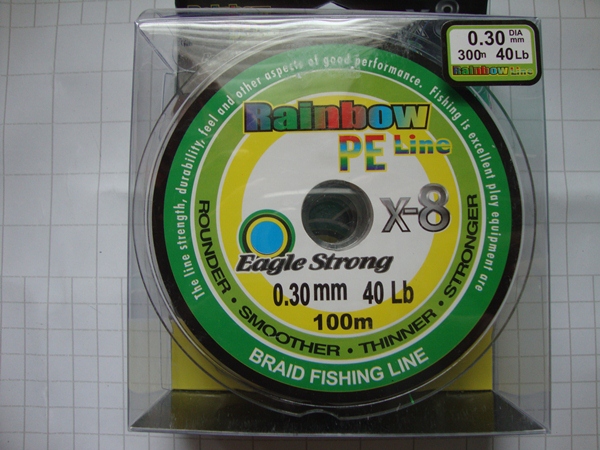 0.30 DIA mm
300m 40Lb
Rainbow Line
The line strength, durability, feel and other aspects of good performance. Fishing is excellent play equipment are
Rainbow
PE Line
X-8
Eagle Strong
0.30mm 40 Lb
100m
ROUNDER • SMOOTHER • THINNER • STRONGER
BRAID FISHING LINE